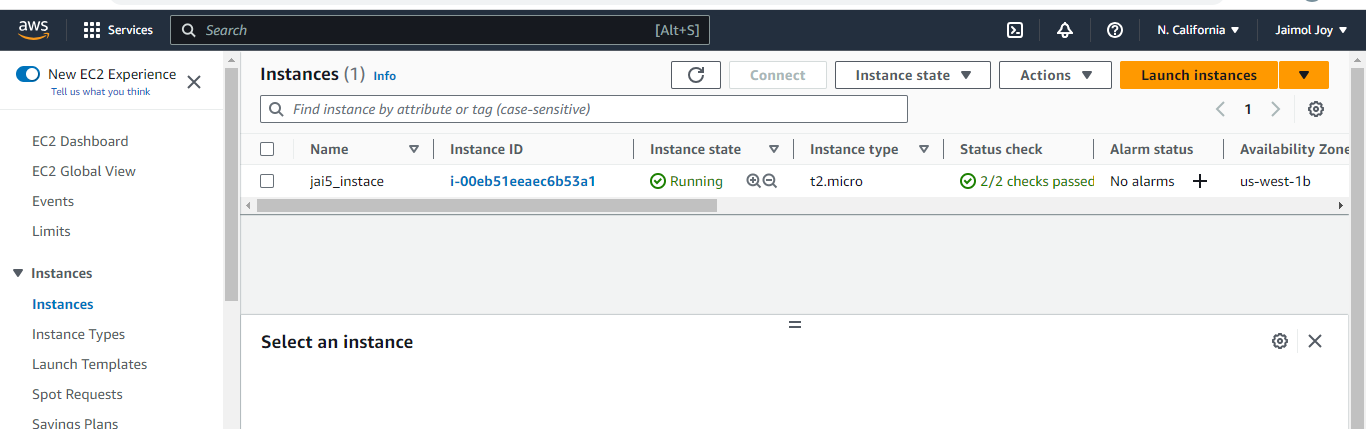 aws Services Search [Alt+S] N. California Jaimol Joy
New EC2 Experience
Tell us what you think
EC2 Dashboard
EC2 Global View
Events
Limits
Instances
Instances
Instance Types
Launch Templates
Spot Requests
Savings Plans
Instances (1) Info Connect Instance state Actions Launch instances
Find instance by attribute or tag (case-sensitive) 1
Name Instance ID Instance state Instance type Status check Alarm status Availability Zone
jai5_instace i-00eb51eeaec6b53a1 Running t2.micro 2/2 checks passed No alarms us-west-1b
Select an instance